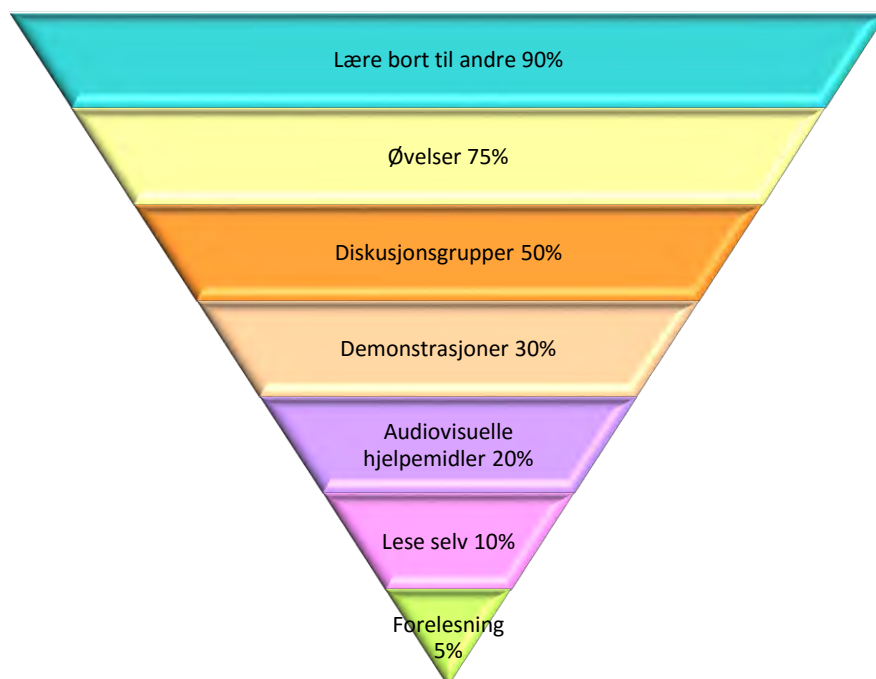 Lære bort til andre 90%
Øvelser 75%
Diskusjonsgrupper 50%
Demonstrasjoner 30%
Audiovisuelle
hjelpemidler 20%
Lese selv 10%
Forelesning
5%